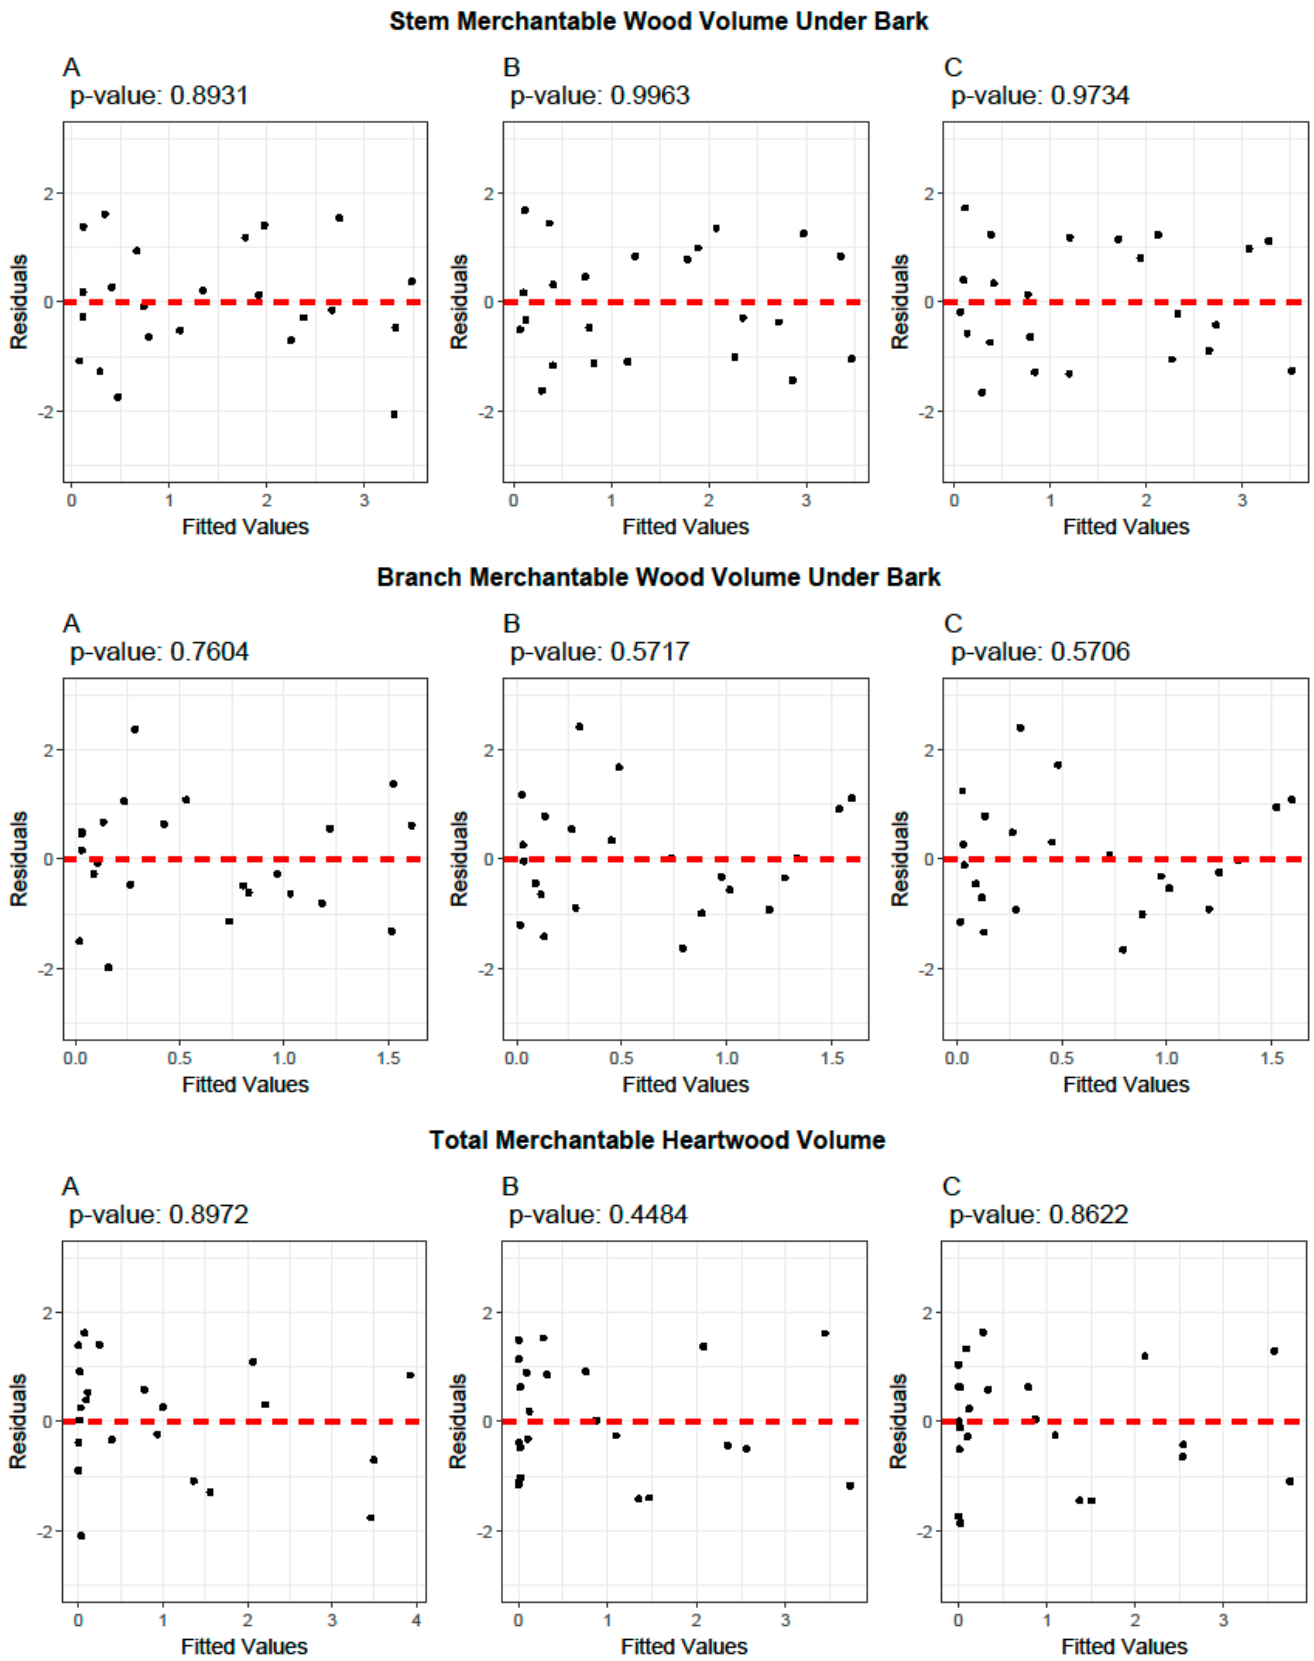 Stem Merchantable Wood Volume Under Bark
A
p-value: 0.8931
B
p-value: 0.9963
C
p-value: 0.9734
Residuals
2
0
-2
0 1 2 3
Fitted Values
Residuals
2
0
-2
0 1 2 3
Fitted Values
Residuals
2
0
-2
0 1 2 3
Fitted Values
Branch Merchantable Wood Volume Under Bark
A
p-value: 0.7604
B
p-value: 0.5717
C
p-value: 0.5706
Residuals
2
0
-2
0.0 0.5 1.0 1.5
Fitted Values
Residuals
2
0
-2
0.0 0.5 1.0 1.5
Fitted Values
Residuals
2
0
-2
0.0 0.5 1.0 1.5
Fitted Values
Total Merchantable Heartwood Volume
A
p-value: 0.8972
B
p-value: 0.4484
C
p-value: 0.8622
Residuals
2
0
-2
0 1 2 3 4
Fitted Values
Residuals
2
0
-2
0 1 2 3
Fitted Values
Residuals
2
0
-2
0 1 2 3
Fitted Values